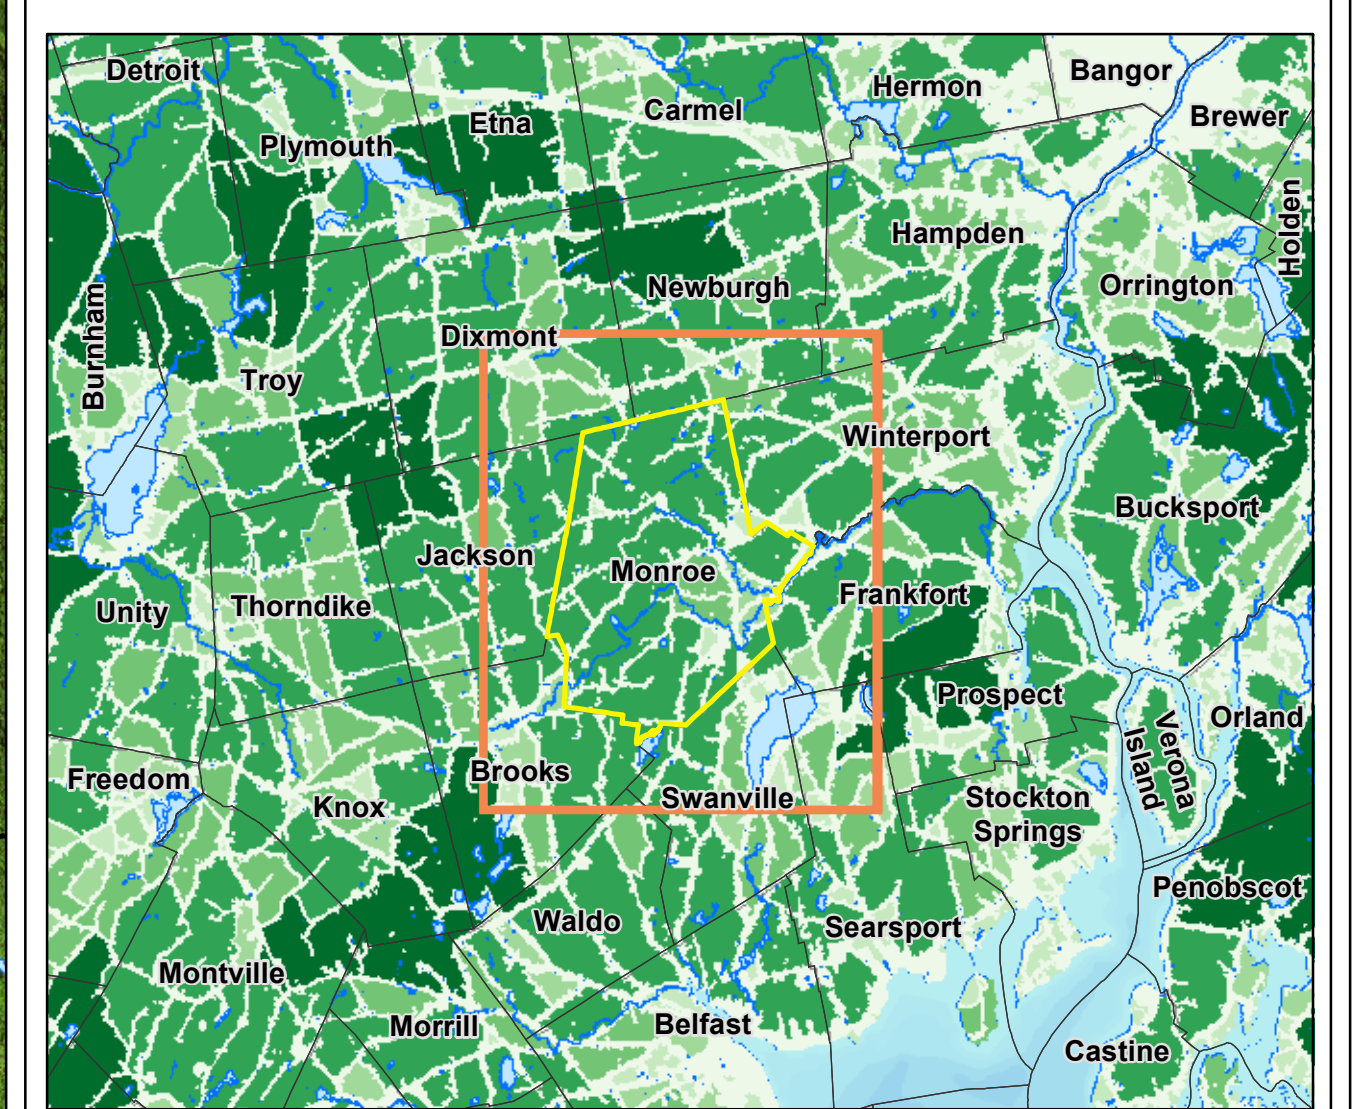 Detroit
Bangor
Hermon
Carmel
Brewer
Etna
Plymouth
Holden
Hampden
Newburgh
Orrington
Burnham
Dixmont
Troy
Winterport
Bucksport
Jackson
Monroe
Frankfort
Unity
Thorndike
Prospect
Orland
Verona
Island
Freedom
Brooks
Knox
Swanville
Stockton
Springs
Penobscot
Waldo
Searsport
Montville
Morrill
Belfast
Castine